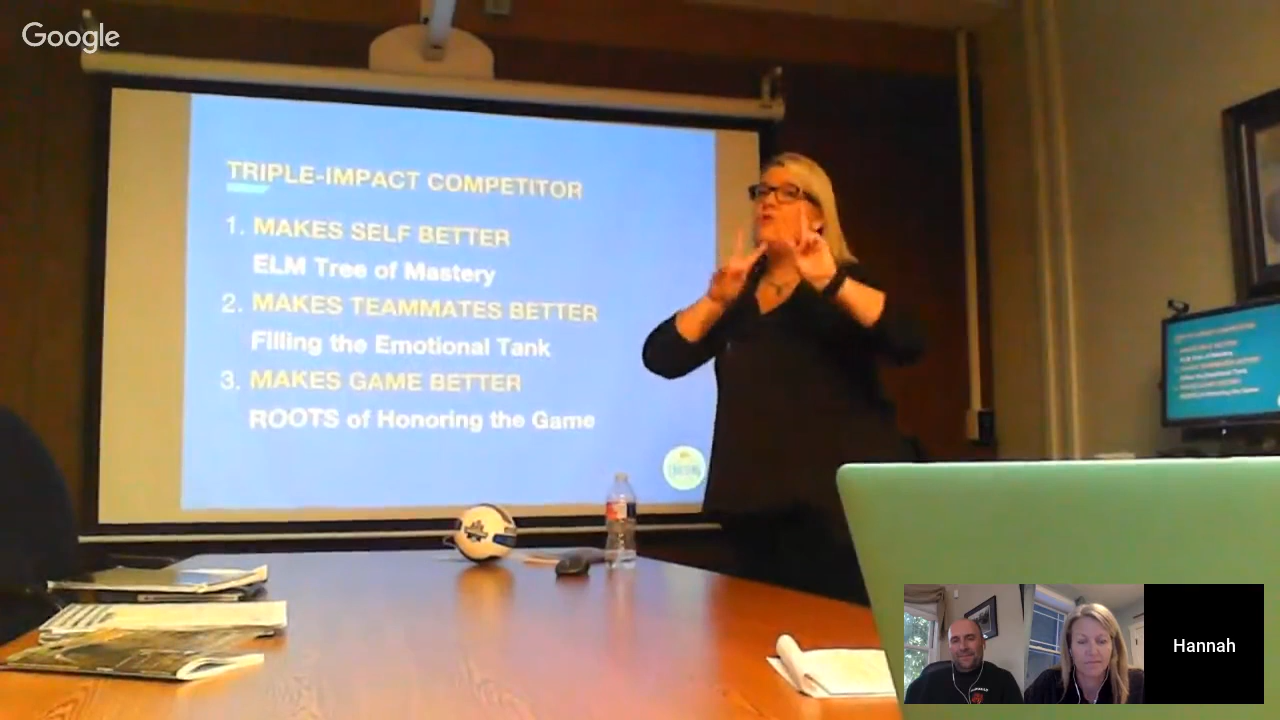 Google
TRIPLE-IMPACT COMPETITOR
1. MAKES SELF BETTER
ELM Tree of Mastery
2. MAKES TEAMMATES BETTER
Filling the Emotional Tank
3. MAKES GAME BETTER
ROOTS of Honoring the Game
Hannah